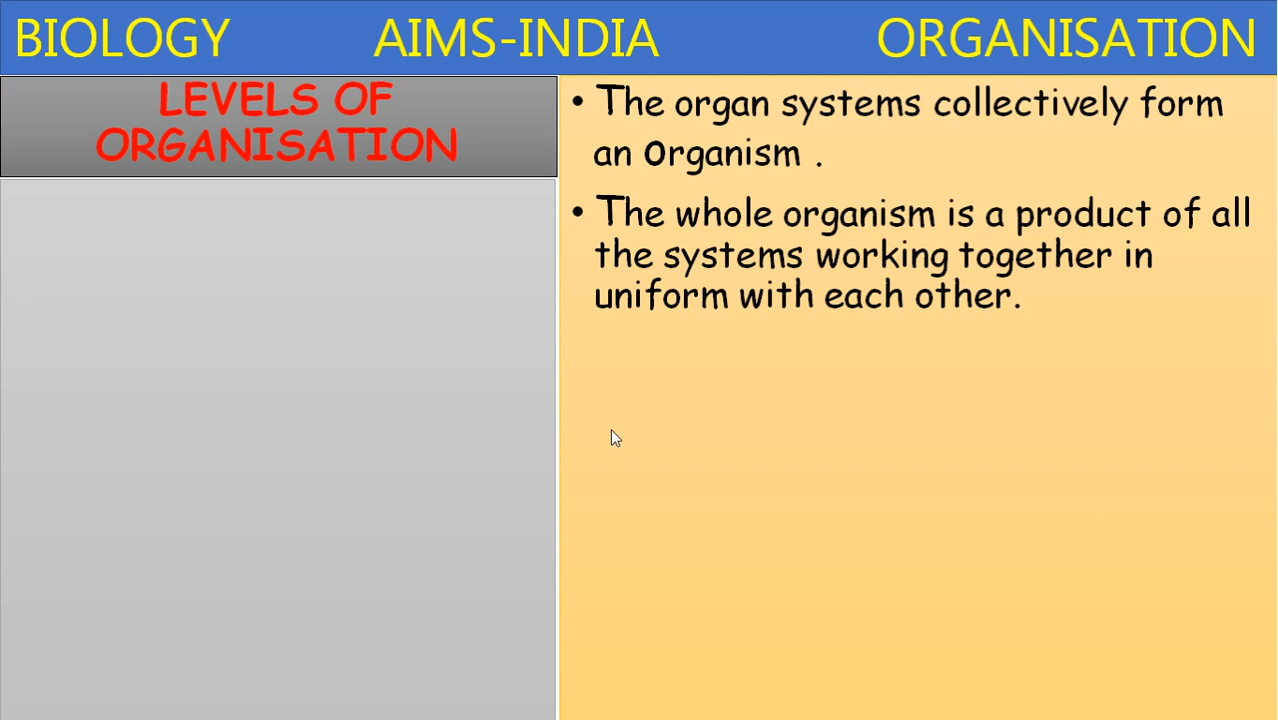 BIOLOGY AIMS-INDIA ORGANISATION
LEVELS OF
ORGANISATION
• The organ systems collectively form
an organism .
• The whole organism is a product of all
the systems working together in
uniform with each other.